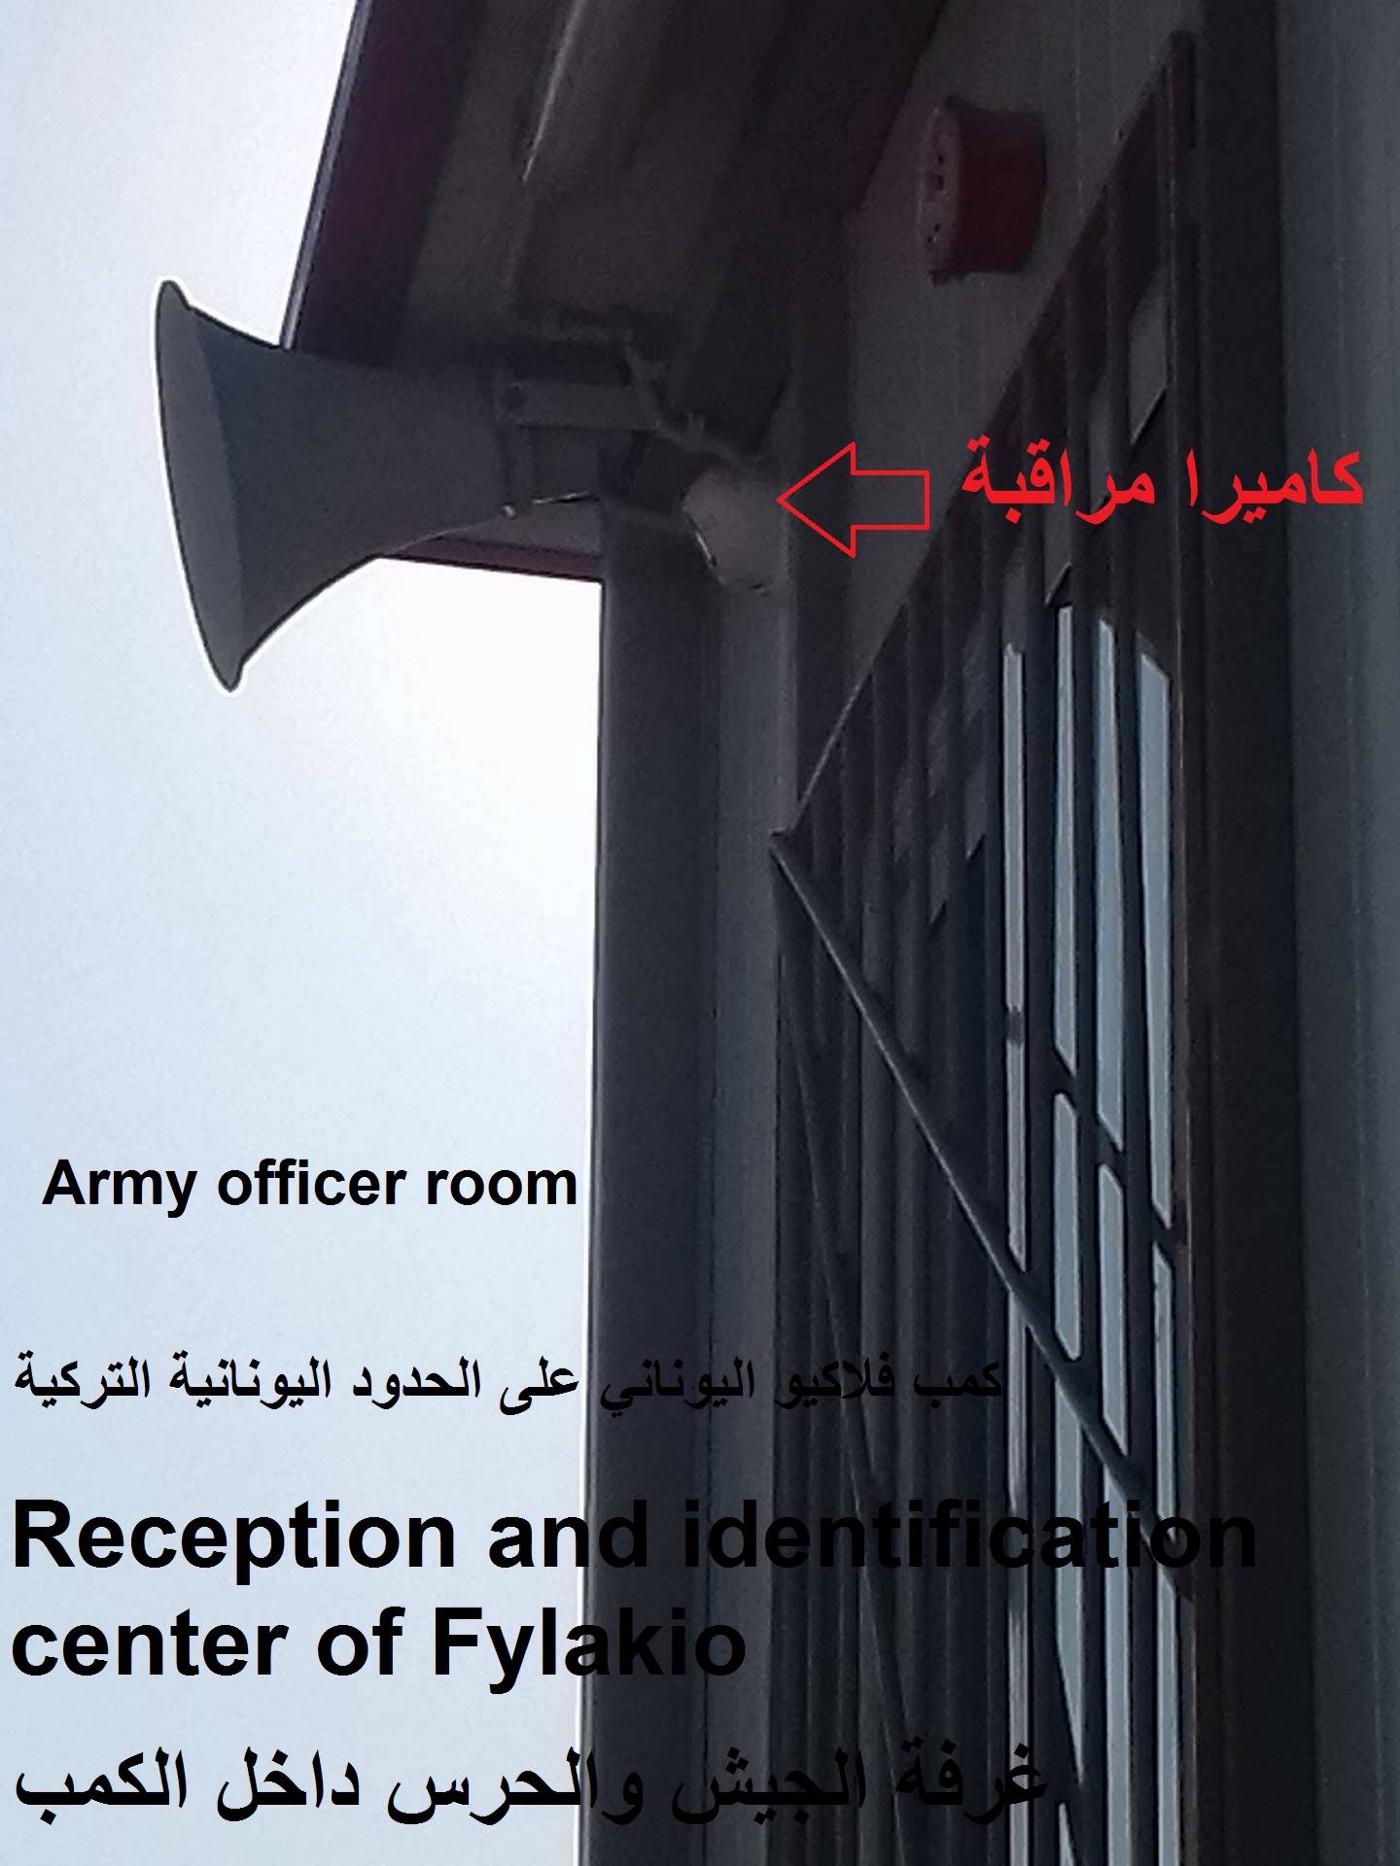 كاميرا مراقبة
Army officer room
كمب فلاكيو اليوناني على الحدود اليونانية التركية
Reception and identification
center of Fylakio
غرفة الجيش والحرس داخل الكمب